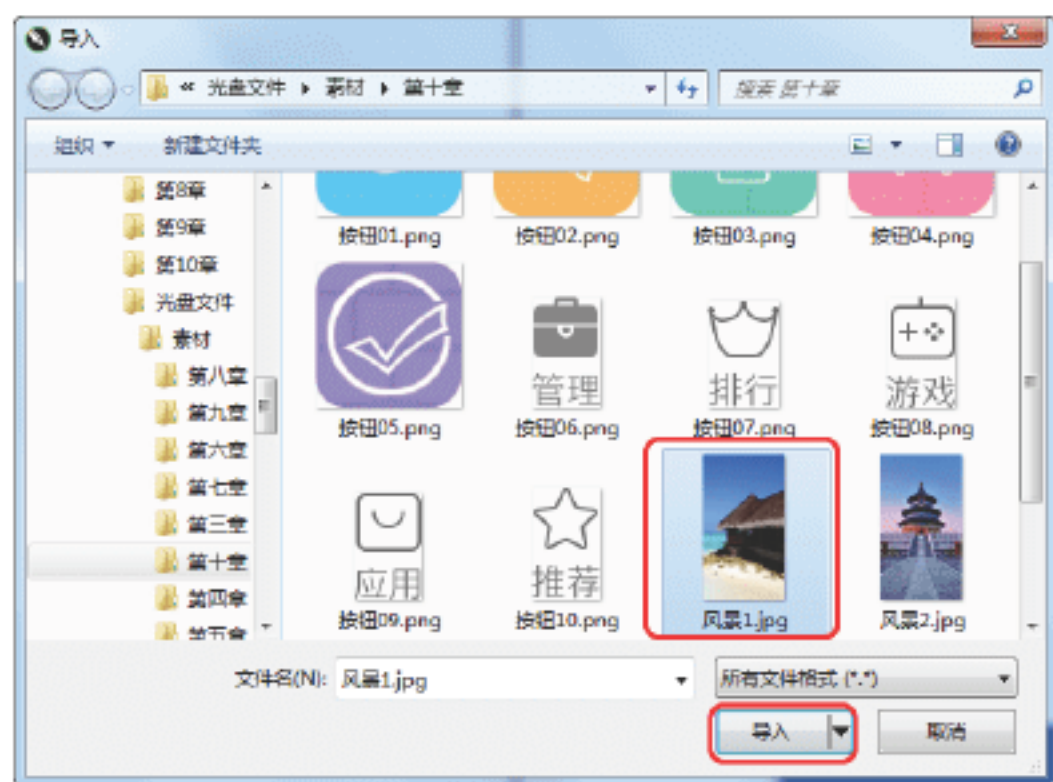 导入
« 光盘文件 ▸ 素材 ▸ 第十章
搜索 第十章
组织 新建文件夹
第8章
第9章
第10章
光盘文件
素材
第八章
第九章
第六章
第七章
第三章
第十章
第四章
第五章
按钮01.png 按钮02.png 按钮03.png 按钮04.png
管理 排行 游戏
按钮05.png 按钮06.png 按钮07.png 按钮08.png
应用 推荐
按钮09.png 按钮10.png 风景1.jpg 风景2.jpg
文件名(N): 风景1.jpg 所有文件格式 (*.*)
导入 取消